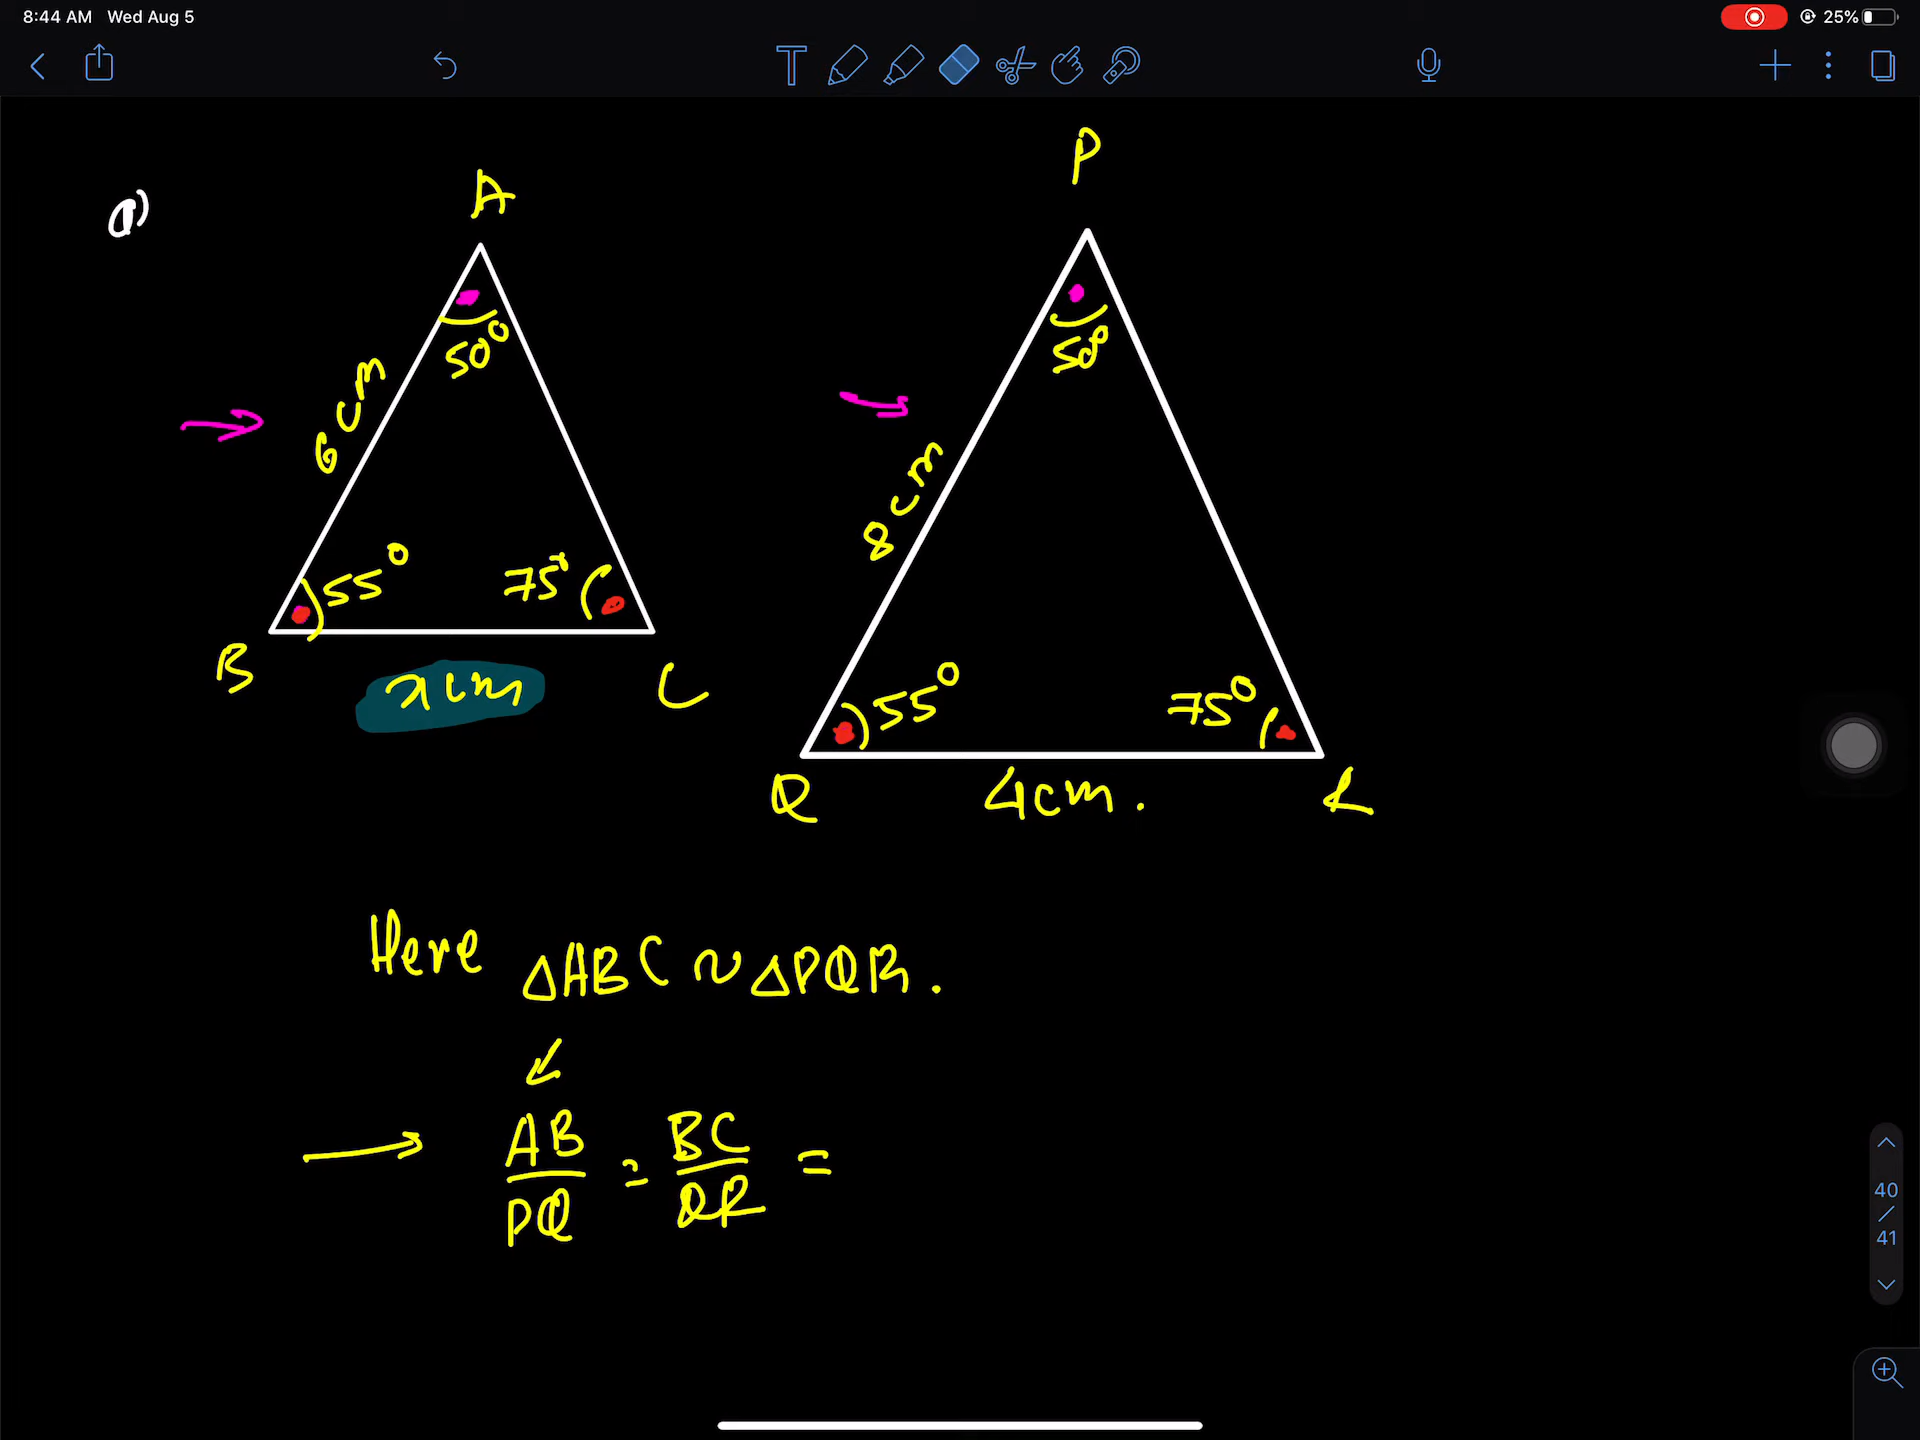 8:44 AM Wed Aug 5
25%
T
a)
A
P
50°
50°
6cm
8cm
55°
75°
B
xcm
C
55°
75°
Q
4cm.
R
Here ΔABC ~ ΔPQR.
AB/PQ = BC/QR =
40
/
41